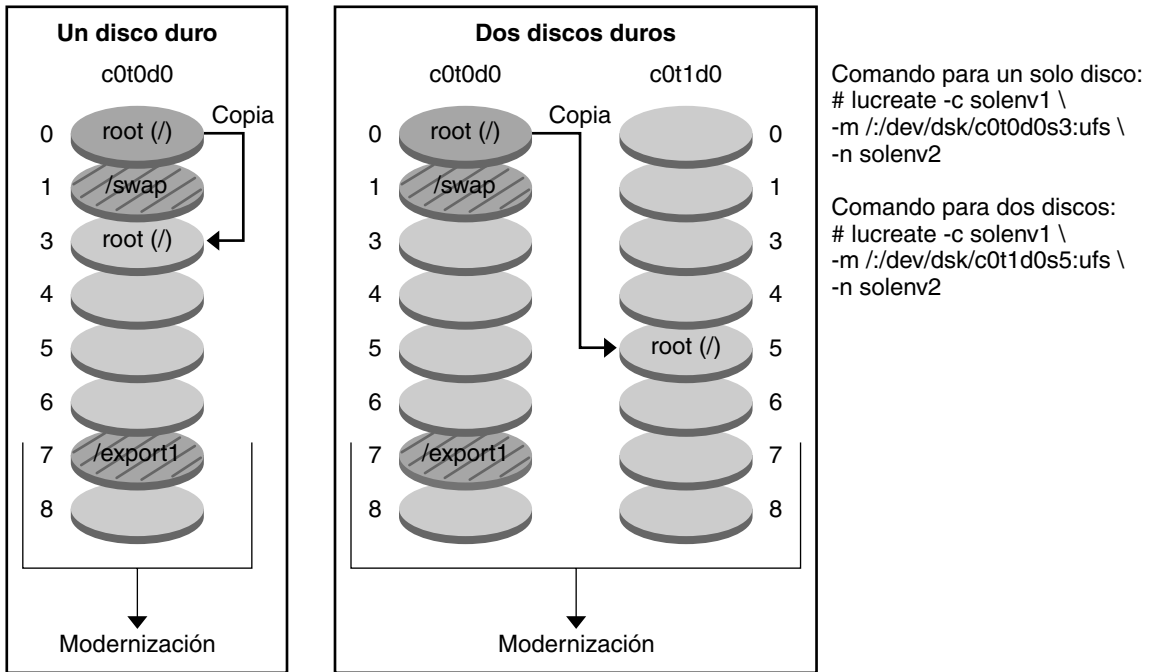 Un disco duro
c0t0d0
Copia
0 root (/)
1 /swap
3 root (/)
4
5
6
7 /export1
8
Modernización
Dos discos duros
c0t0d0 c0t1d0
Copia
0 root (/) 0
1 /swap 1
3 3
4 4
5 root (/) 5
6 6
7 /export1 7
8 8
Modernización
Comando para un solo disco:
# lucreate -c solenv1 \
-m /:/dev/dsk/c0t0d0s3:ufs \
-n solenv2
Comando para dos discos:
# lucreate -c solenv1 \
-m /:/dev/dsk/c0t1d0s5:ufs \
-n solenv2